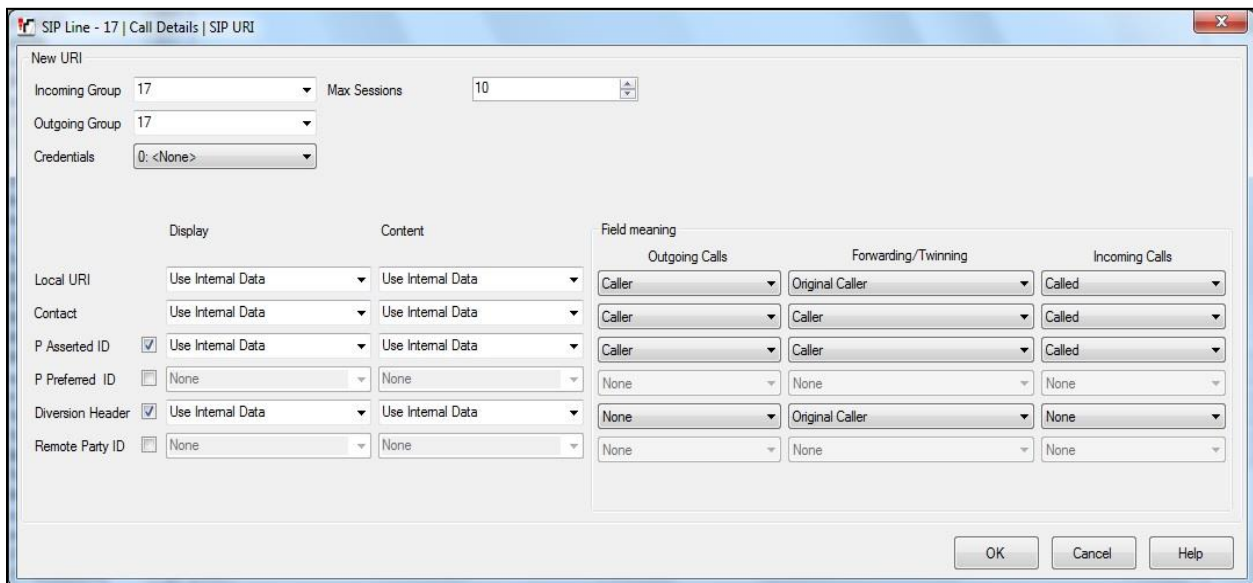 SIP Line - 17 | Call Details | SIP URI
New URI
Incoming Group 17 Max Sessions 10
Outgoing Group 17
Credentials 0: <None>
Display Content Field meaning
Outgoing Calls Forwarding/Twinning Incoming Calls
Local URI Use Internal Data Use Internal Data Caller Original Caller Called
Contact Use Internal Data Use Internal Data Caller Caller Called
P Asserted ID Use Internal Data Use Internal Data Caller Caller Called
P Preferred ID None None None None None
Diversion Header Use Internal Data Use Internal Data None Original Caller None
Remote Party ID None None None None None
OK Cancel Help